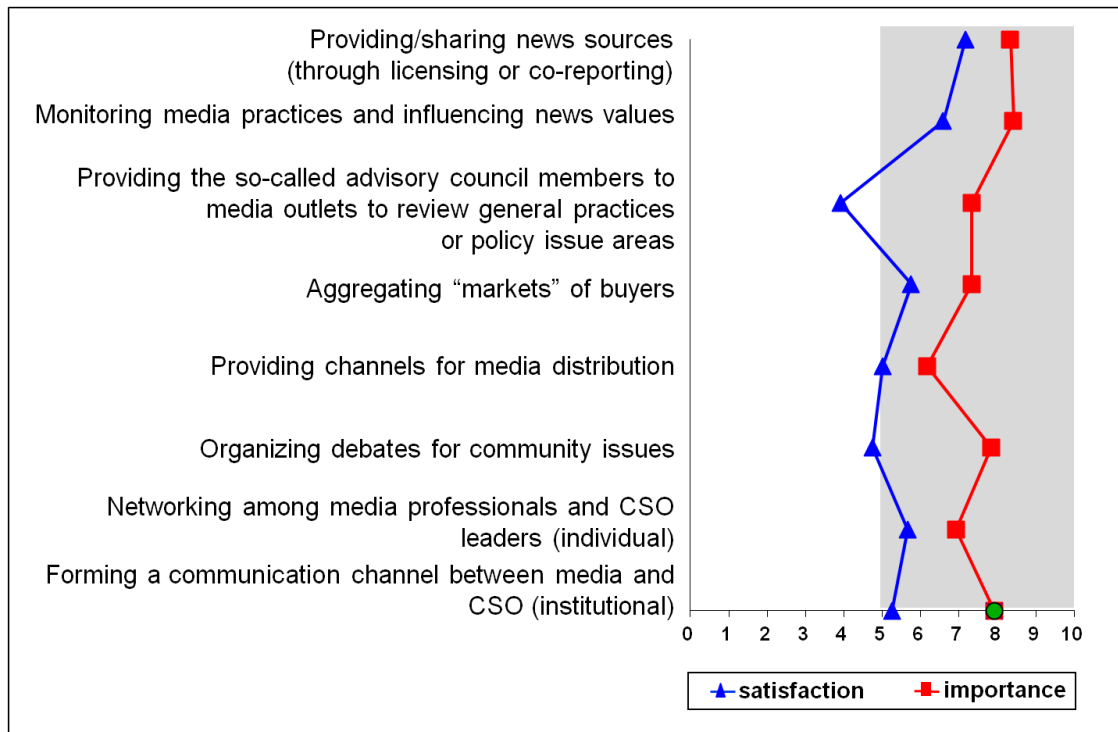 Providing/sharing news sources
(through licensing or co-reporting)
Monitoring media practices and influencing news values
Providing the so-called advisory council members to
media outlets to review general practices
or policy issue areas
Aggregating “markets” of buyers
Providing channels for media distribution
Organizing debates for community issues
Networking among media professionals and CSO
leaders (individual)
Forming a communication channel between media and
CSO (institutional)
0 1 2 3 4 5 6 7 8 9 10
satisfaction importance